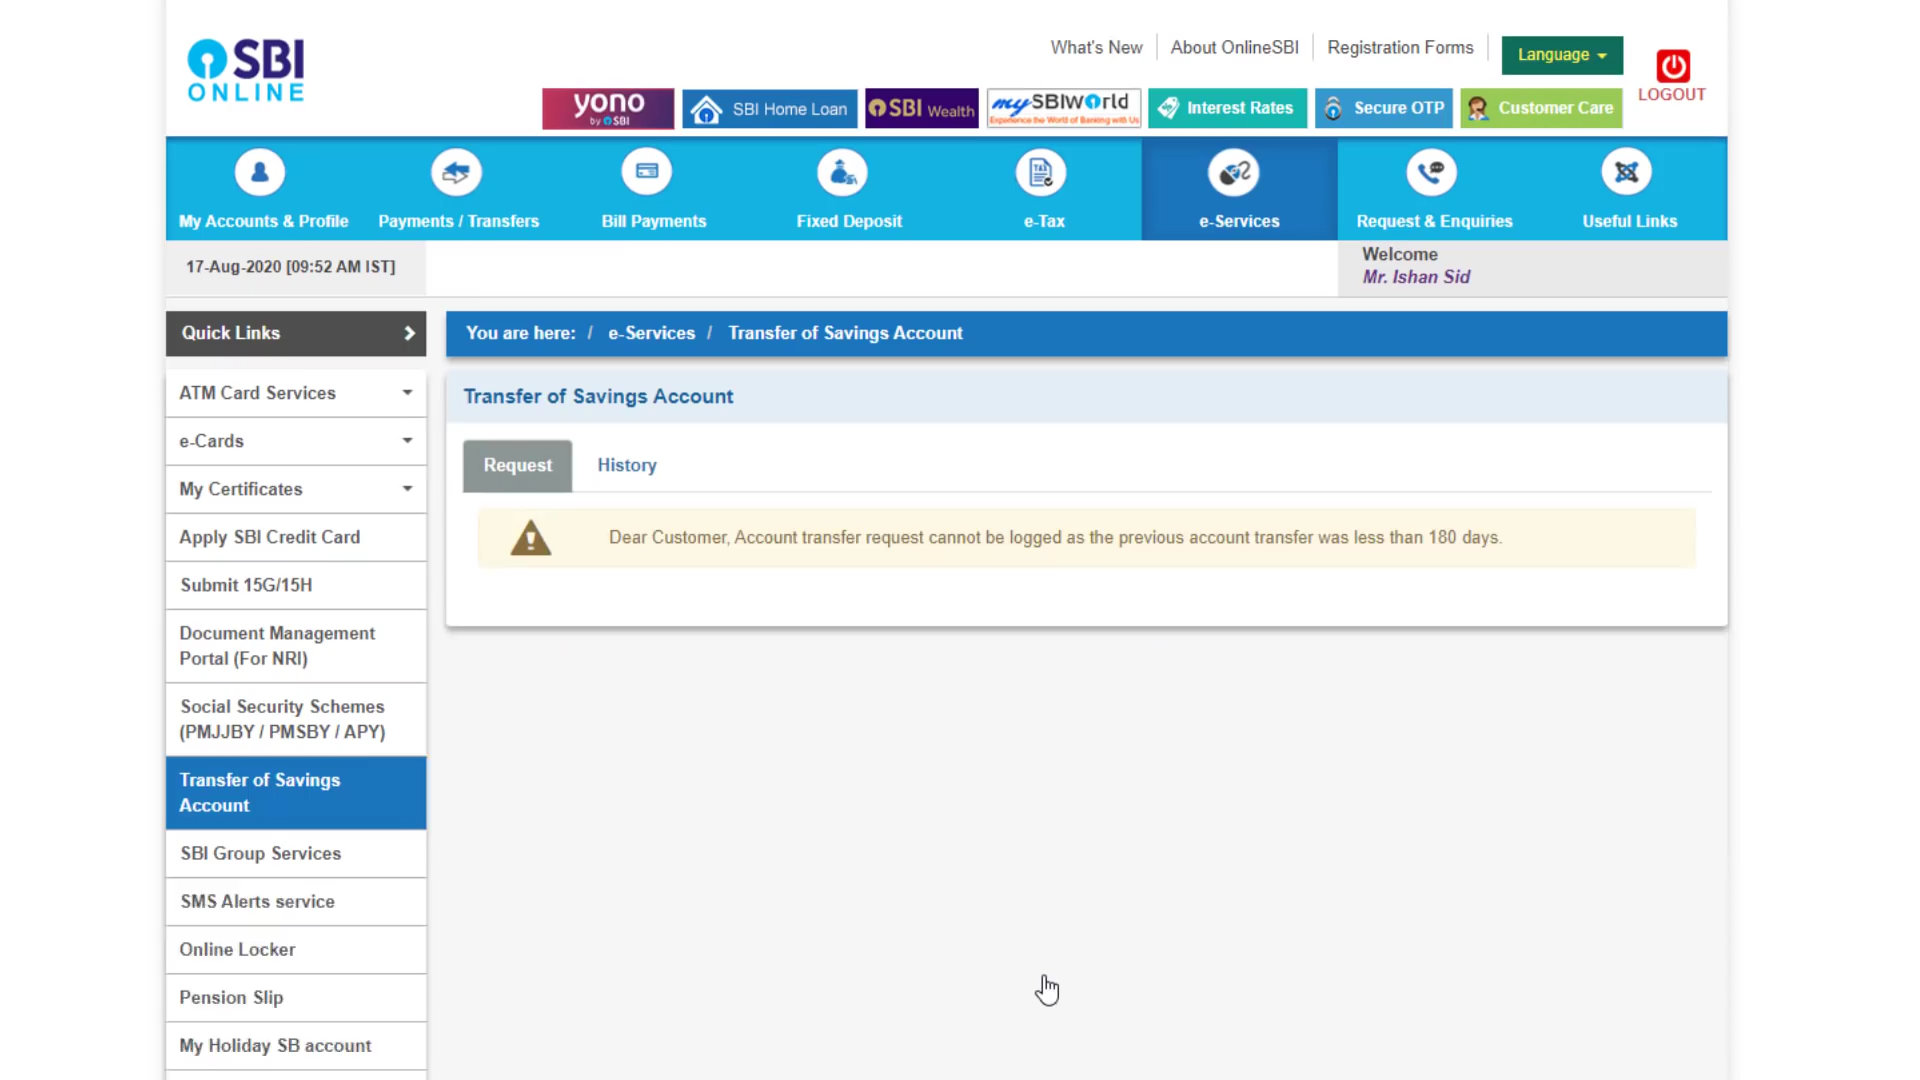 SBI
ONLINE
What's New
About OnlineSBI
Registration Forms
Language
LOGOUT
yono
by SBI
SBI Home Loan
SBI Wealth
mySBIWorld
Experience the World of Banking with Us
Interest Rates
Secure OTP
Customer Care
My Accounts & Profile
Payments / Transfers
Bill Payments
Fixed Deposit
TAX
e-Tax
e-Services
Request & Enquiries
Useful Links
17-Aug-2020 [09:52 AM IST]
Welcome
Mr. Ishan Sid
Quick Links
You are here: / e-Services / Transfer of Savings Account
ATM Card Services
e-Cards
My Certificates
Apply SBI Credit Card
Submit 15G/15H
Document Management
Portal (For NRI)
Social Security Schemes
(PMJJBY / PMSBY / APY)
Transfer of Savings
Account
SBI Group Services
SMS Alerts service
Online Locker
Pension Slip
My Holiday SB account
Transfer of Savings Account
Request
History
Dear Customer, Account transfer request cannot be logged as the previous account transfer was less than 180 days.